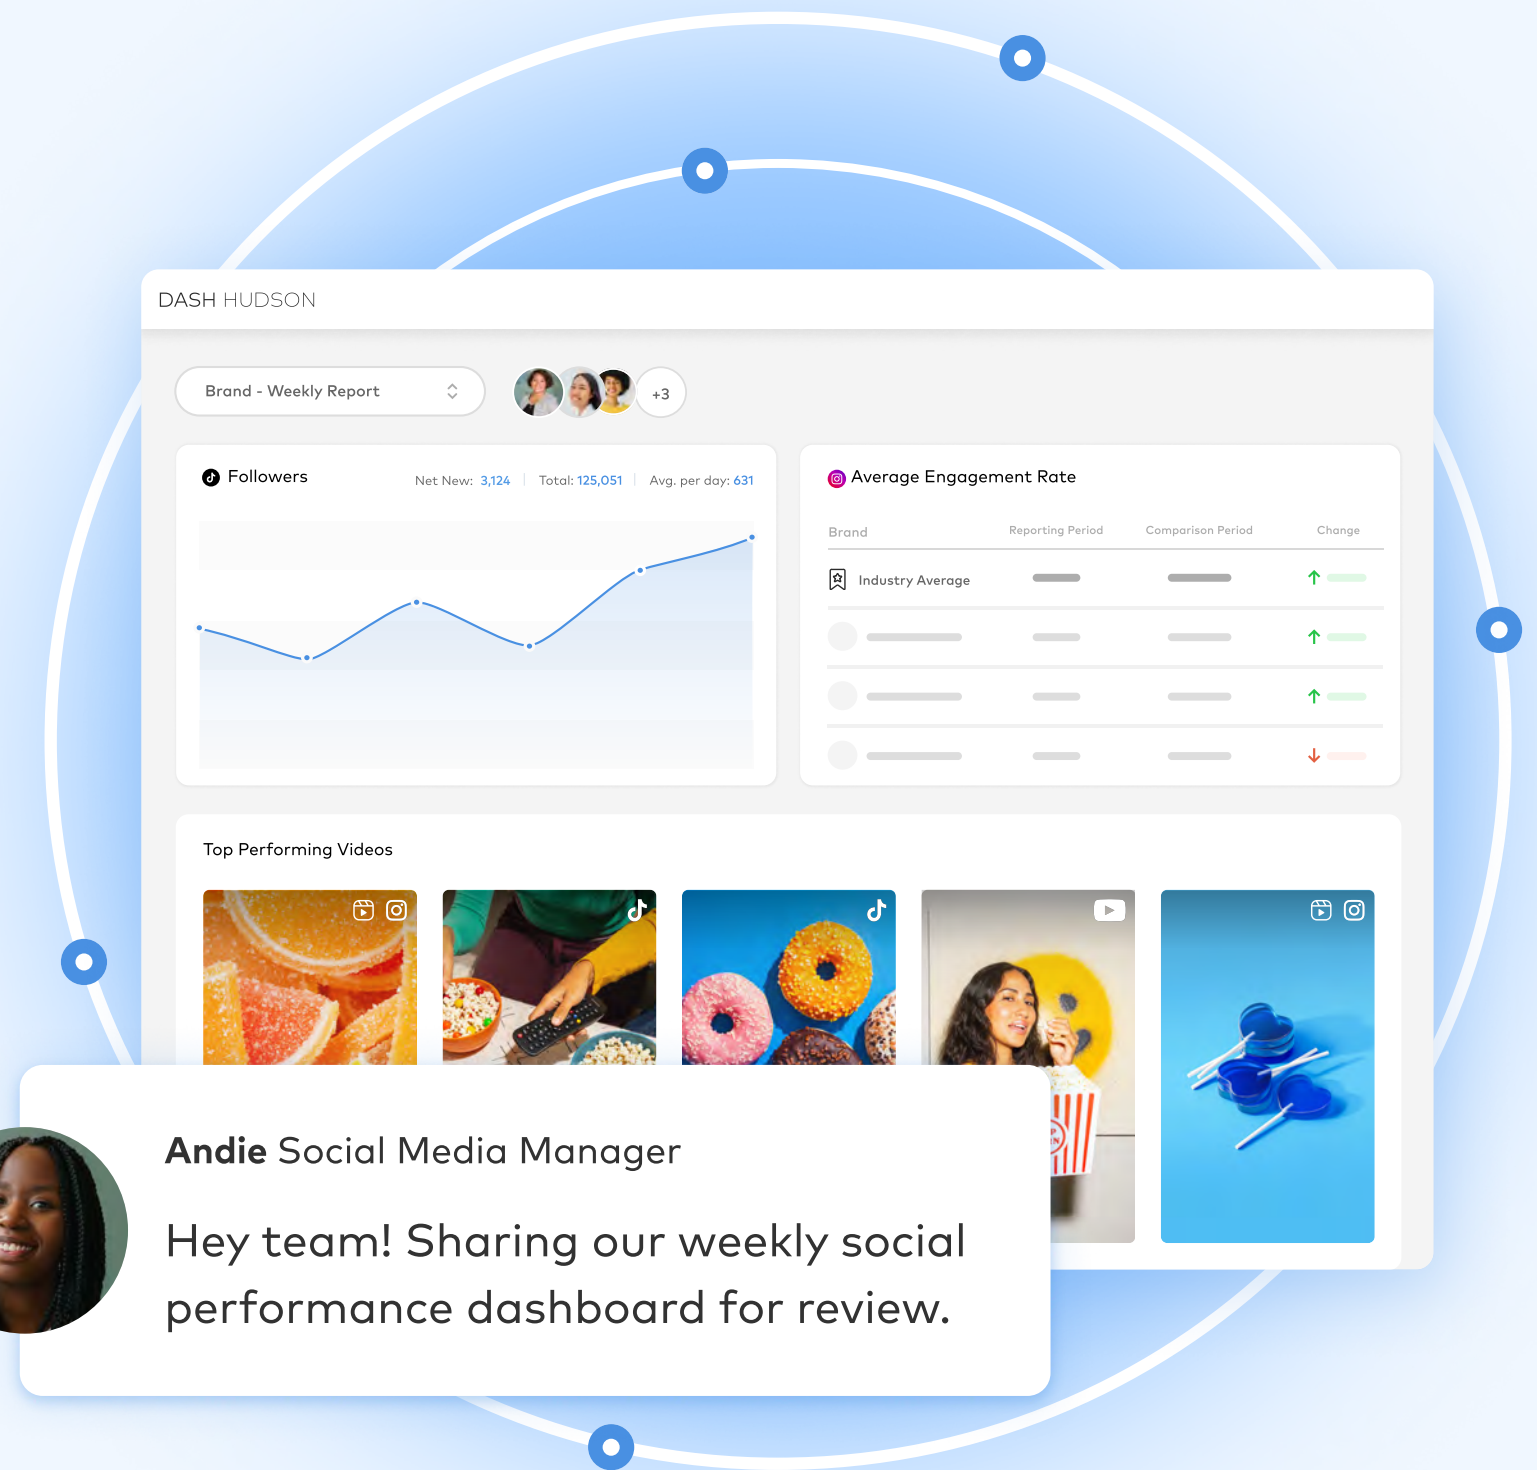 DASH HUDSON
Brand - Weekly Report
+3
Followers
Net New: 3,124
Total: 125,051
Avg. per day: 631
Average Engagement Rate
Brand
Reporting Period
Comparison Period
Change
Industry Average
Top Performing Videos
Andie Social Media Manager
Hey team! Sharing our weekly social
performance dashboard for review.